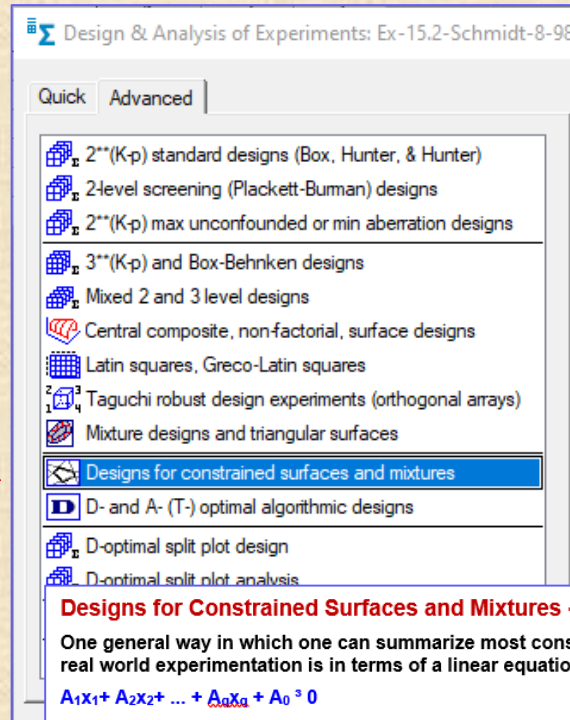 Design & Analysis of Experiments: Ex-15.2-Schmidt-8-98
Quick Advanced
2**(K-p) standard designs (Box, Hunter, & Hunter)
2-level screening (Plackett-Burman) designs
2**(K-p) max unconfounded or min aberration designs
3**(K-p) and Box-Behnken designs
Mixed 2 and 3 level designs
Central composite, non-factorial, surface designs
Latin squares, Greco-Latin squares
Taguchi robust design experiments (orthogonal arrays)
Mixture designs and triangular surfaces
Designs for constrained surfaces and mixtures
D- and A- (T-) optimal algorithmic designs
D-optimal split plot design
D-optimal split plot analysis
Designs for Constrained Surfaces and Mixtures -
One general way in which one can summarize most cons
real world experimentation is in terms of a linear equatio
A₁x₁+ A₂x₂+ ... + A_qx_q + A₀ ³ 0